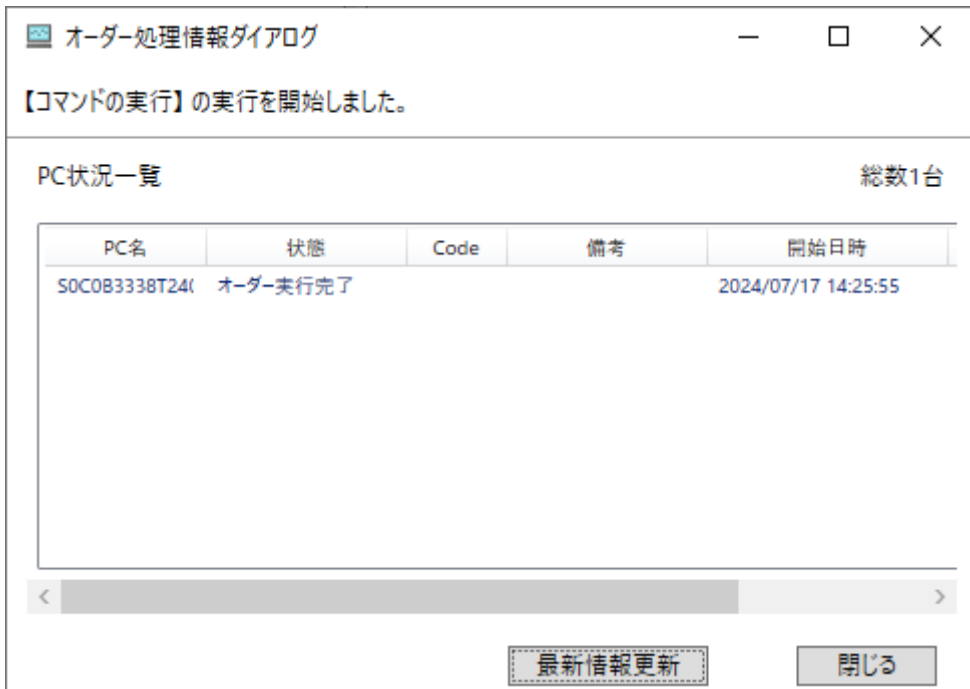 オーダー処理情報ダイアログ
【コマンドの実行】の実行を開始しました。
PC状況一覧 総数1台
PC名 状態 Code 備考 開始日時
S0C0B3338T24( オーダー実行完了 2024/07/17 14:25:55
最新情報更新 閉じる